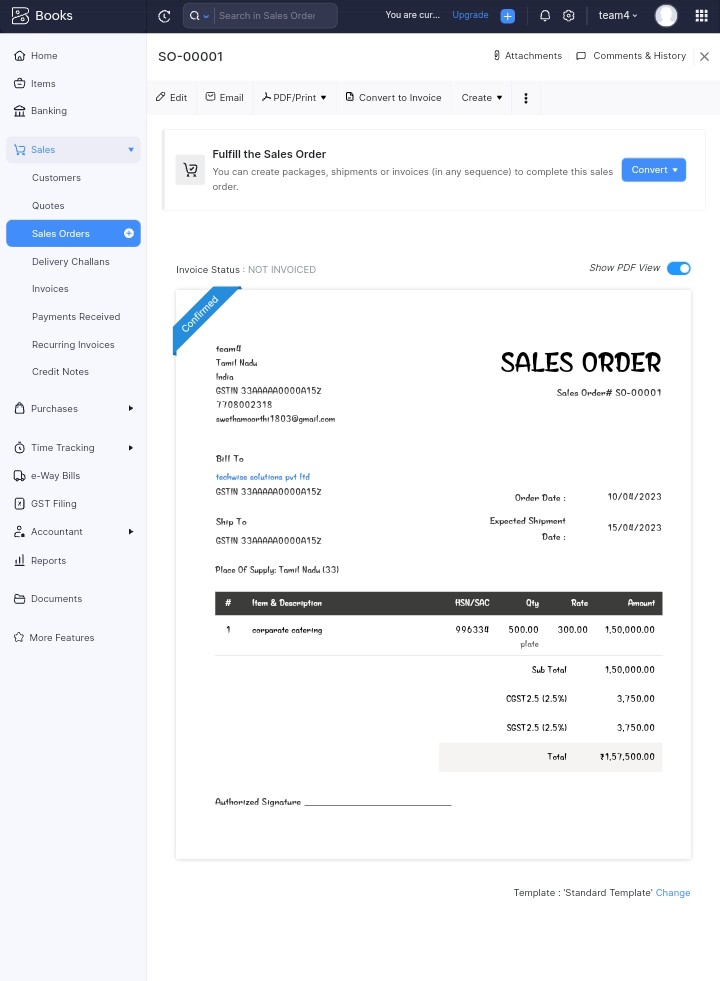 Books
Search in Sales Order
You are cur...
Upgrade
team4
Home
Items
Banking
Sales
Customers
Quotes
Sales Orders
Delivery Challans
Invoices
Payments Received
Recurring Invoices
Credit Notes
Purchases
Time Tracking
e-Way Bills
GST Filing
Accountant
Reports
Documents
More Features
SO-00001
Attachments
Comments & History
Edit
Email
PDF/Print
Convert to Invoice
Create
Fulfill the Sales Order
You can create packages, shipments or invoices (in any sequence) to complete this sales
order.
Convert
Invoice Status : NOT INVOICED
Show PDF View
Confirmed
team4
Tamil Nadu
India
GSTIN 33AAAAA0000A15Z
7708002318
swethamoorthi1803@gmail.com
SALES ORDER
Sales Order# SO-00001
Bill To
techwise solutions pvt ltd
GSTIN 33AAAAA0000A15Z
Ship To
GSTIN 33AAAAA0000A15Z
Order Date : 10/04/2023
Expected Shipment
Date : 15/04/2023
Place Of Supply: Tamil Nadu (33)
# Item & Description HSN/SAC Qty Rate Amount
1 corparate catering 996334 500.00 300.00 1,50,000.00
plate
Sub Total 1,50,000.00
CGST2.5 (2.5%) 3,750.00
SGST2.5 (2.5%) 3,750.00
Total ₹1,57,500.00
Authorized Signature
Template : 'Standard Template' Change